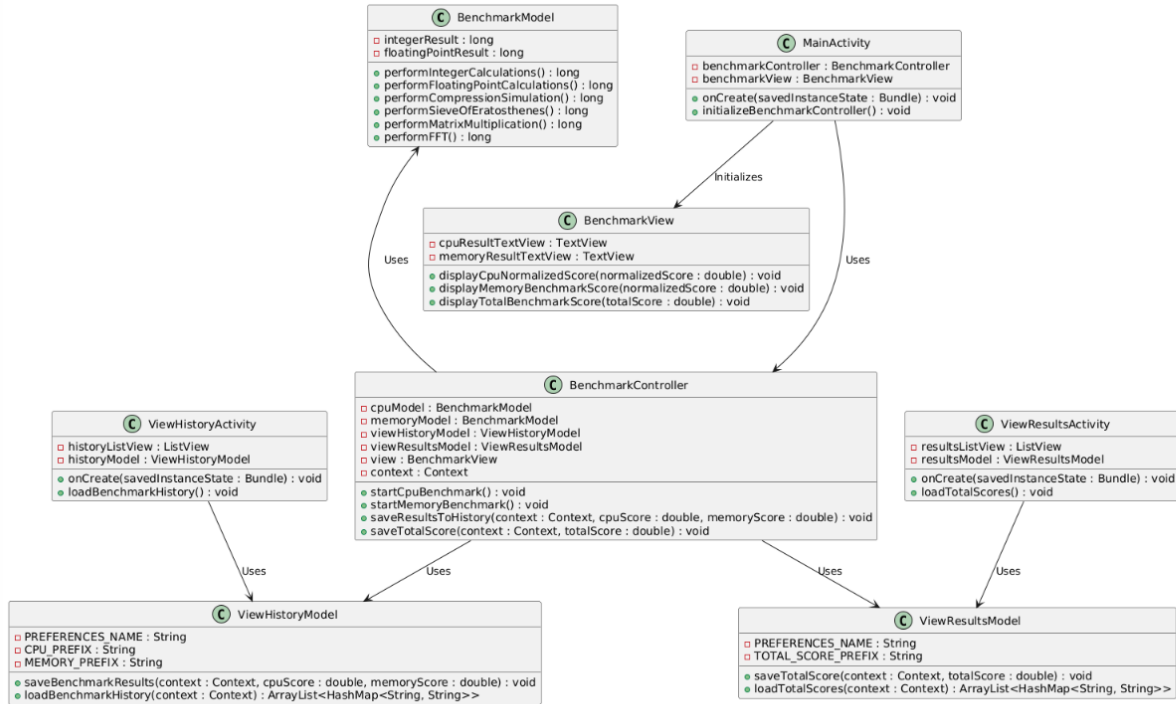 C BenchmarkModel
integerResult : long
floatingPointResult : long
performIntegerCalculations() : long
performFloatingPointCalculations() : long
performCompressionSimulation() : long
performSieveOfEratosthenes() : long
performMatrixMultiplication() : long
performFFT() : long
C MainActivity
benchmarkController : BenchmarkController
benchmarkView : BenchmarkView
onCreate(savedInstanceState : Bundle) : void
initializeBenchmarkController() : void
Initializes
C BenchmarkView
cpuResultTextView : TextView
memoryResultTextView : TextView
displayCpuNormalizedScore(normalizedScore : double) : void
displayMemoryBenchmarkScore(normalizedScore : double) : void
displayTotalBenchmarkScore(totalScore : double) : void
Uses
Uses
C ViewHistoryActivity
historyListView : ListView
historyModel : ViewHistoryModel
onCreate(savedInstanceState : Bundle) : void
loadBenchmarkHistory() : void
C BenchmarkController
cpuModel : BenchmarkModel
memoryModel : BenchmarkModel
viewHistoryModel : ViewHistoryModel
viewResultsModel : ViewResultsModel
view : BenchmarkView
context : Context
startCpuBenchmark() : void
startMemoryBenchmark() : void
saveResultsToHistory(context : Context, cpuScore : double, memoryScore : double) : void
saveTotalScore(context : Context, totalScore : double) : void
C ViewResultsActivity
resultsListView : ListView
resultsModel : ViewResultsModel
onCreate(savedInstanceState : Bundle) : void
loadTotalScores() : void
Uses
Uses
Uses
Uses
C ViewHistoryModel
PREFERENCES_NAME : String
CPU_PREFIX : String
MEMORY_PREFIX : String
saveBenchmarkResults(context : Context, cpuScore : double, memoryScore : double) : void
loadBenchmarkHistory(context : Context) : ArrayList<HashMap<String, String>>
C ViewResultsModel
PREFERENCES_NAME : String
TOTAL_SCORE_PREFIX : String
saveTotalScore(context : Context, totalScore : double) : void
loadTotalScores(context : Context) : ArrayList<HashMap<String, String>>